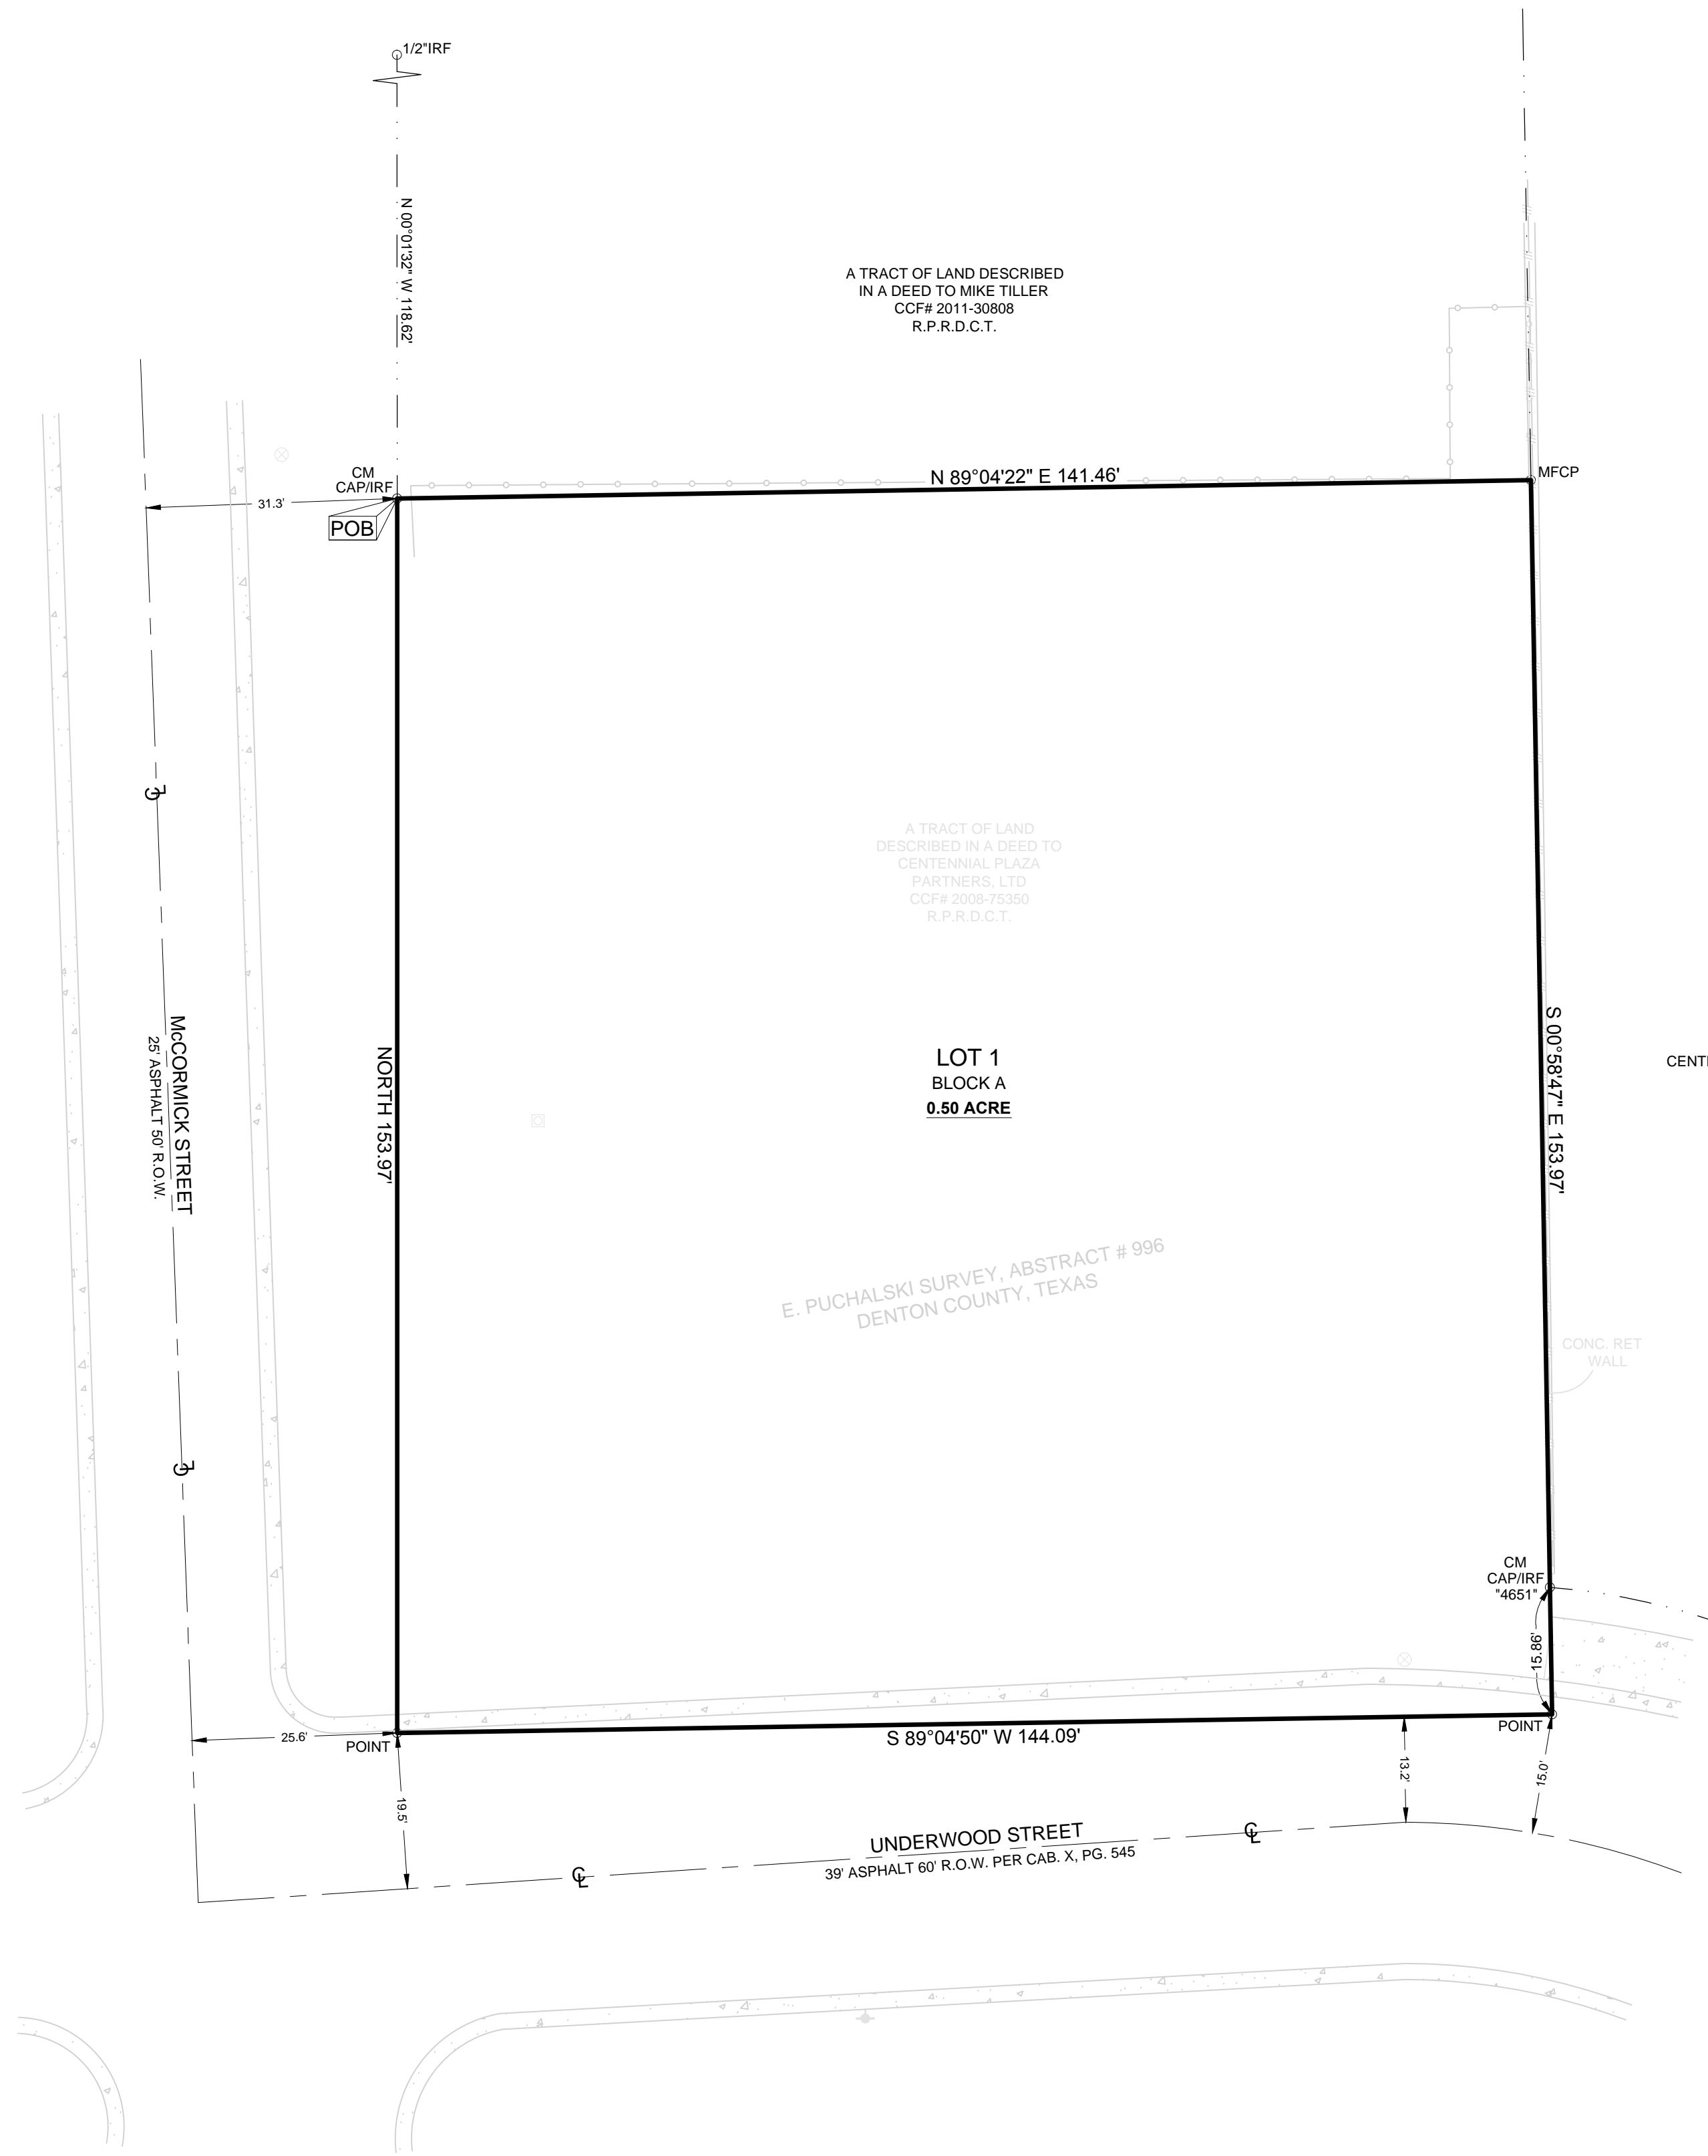 1/2"IRF
N 00°01'32" W 118.62'
A TRACT OF LAND DESCRIBED
IN A DEED TO MIKE TILLER
CCF# 2011-30808
R.P.R.D.C.T.
CM
CAP/IRF
31.3'
POB
N 89°04'22" E 141.46'
MFCP
A TRACT OF LAND
DESCRIBED IN A DEED TO
CENTENNIAL PLAZA
PARTNERS, LTD
CCF# 2008-75350
R.P.R.D.C.T.
McCORMICK STREET
25' ASPHALT 50' R.O.W.
NORTH 153.97'
LOT 1
BLOCK A
0.50 ACRE
S 00°58'47" E 153.97'
E. PUCHALSKI SURVEY, ABSTRACT # 996
DENTON COUNTY, TEXAS
CONC. RET
WALL
CM
CAP/IRF
"4651"
15.86'
POINT
25.6'
POINT
S 89°04'50" W 144.09'
19.5'
13.2'
15.0'
UNDERWOOD STREET
39' ASPHALT 60' R.O.W. PER CAB. X, PG. 545